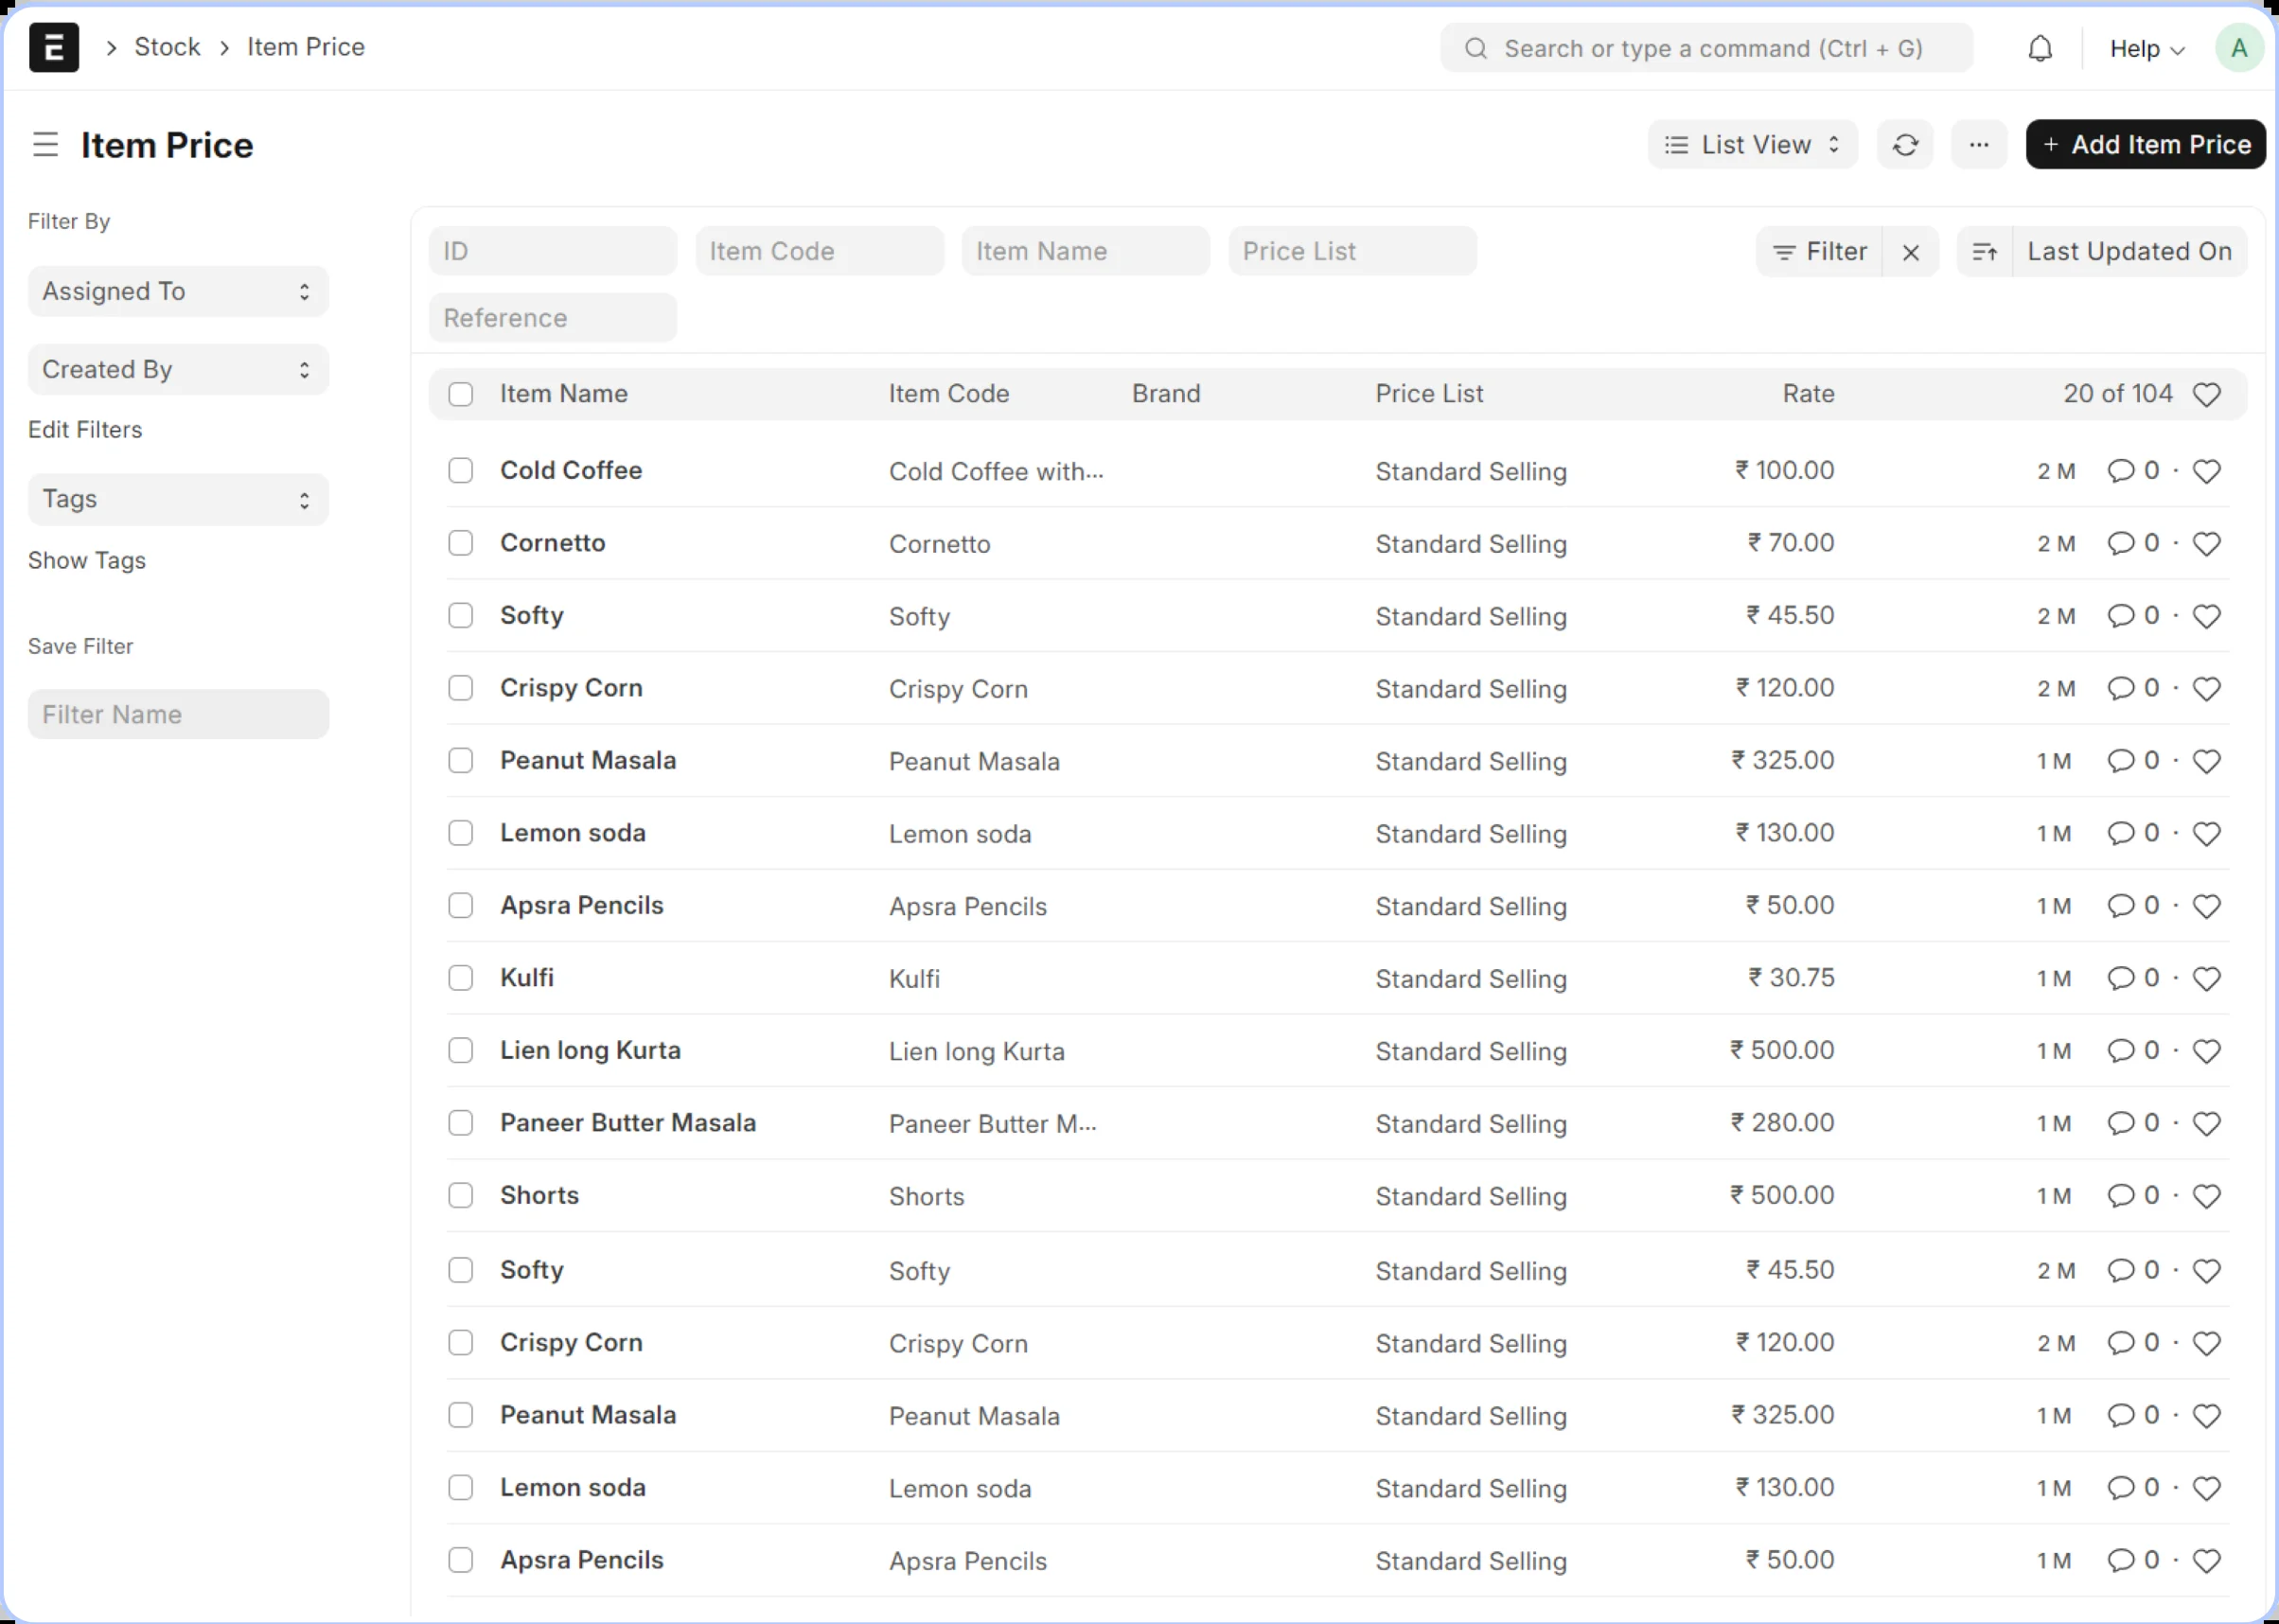 E > Stock > Item Price Search or type a command (Ctrl + G) Help A
Item Price List View ... + Add Item Price
Filter By
ID Item Code Item Name Price List Filter × Last Updated On
Assigned To
Reference
Created By
Item Name Item Code Brand Price List Rate 20 of 104
Edit Filters
Cold Coffee Cold Coffee with... Standard Selling ₹ 100.00 2 M 0 ·
Tags
Cornetto Cornetto Standard Selling ₹ 70.00 2 M 0 ·
Show Tags
Softy Softy Standard Selling ₹ 45.50 2 M 0 ·
Save Filter
Crispy Corn Crispy Corn Standard Selling ₹ 120.00 2 M 0 ·
Filter Name
Peanut Masala Peanut Masala Standard Selling ₹ 325.00 1 M 0 ·
Lemon soda Lemon soda Standard Selling ₹ 130.00 1 M 0 ·
Apsra Pencils Apsra Pencils Standard Selling ₹ 50.00 1 M 0 ·
Kulfi Kulfi Standard Selling ₹ 30.75 1 M 0 ·
Lien long Kurta Lien long Kurta Standard Selling ₹ 500.00 1 M 0 ·
Paneer Butter Masala Paneer Butter M... Standard Selling ₹ 280.00 1 M 0 ·
Shorts Shorts Standard Selling ₹ 500.00 1 M 0 ·
Softy Softy Standard Selling ₹ 45.50 2 M 0 ·
Crispy Corn Crispy Corn Standard Selling ₹ 120.00 2 M 0 ·
Peanut Masala Peanut Masala Standard Selling ₹ 325.00 1 M 0 ·
Lemon soda Lemon soda Standard Selling ₹ 130.00 1 M 0 ·
Apsra Pencils Apsra Pencils Standard Selling ₹ 50.00 1 M 0 ·